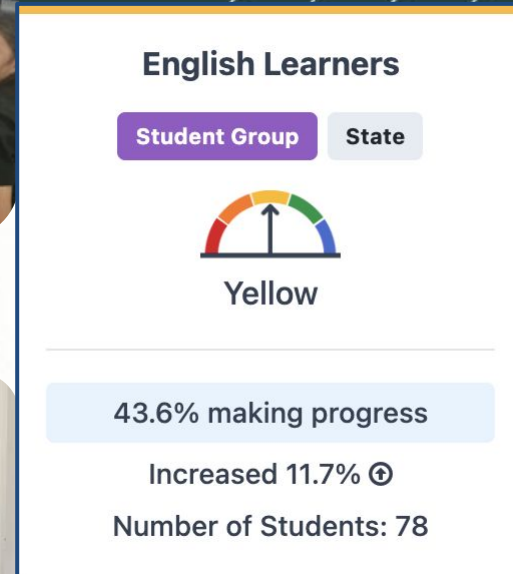 English Learners
Student Group State
Yellow
43.6% making progress
Increased 11.7%
Number of Students: 78